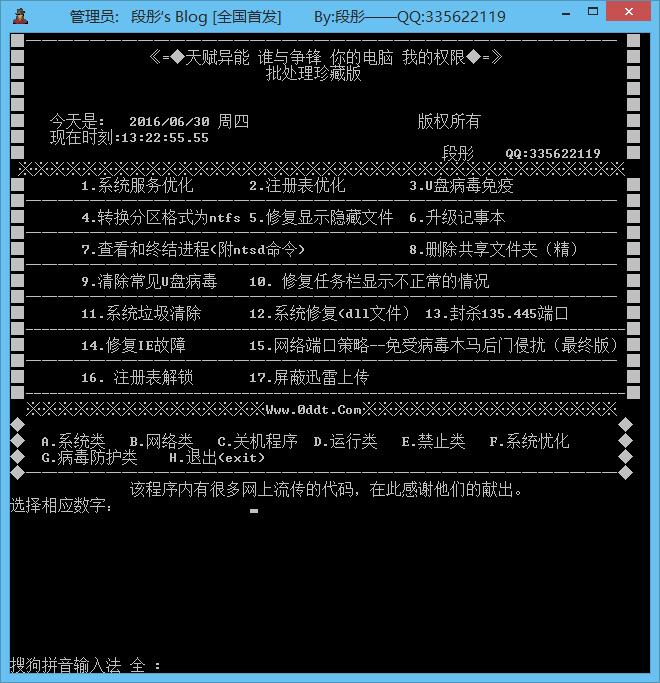 管理员: 段彤's Blog [全国首发] By:段彤——QQ:335622119
《=◆天赋异能 谁与争锋 你的电脑 我的权限◆=》
批处理珍藏版
今天是: 2016/06/30 周四 版权所有
现在时刻:13:22:55.55
段彤 QQ:335622119
1.系统服务优化 2.注册表优化 3.U盘病毒免疫
4.转换分区格式为ntfs 5.修复显示隐藏文件 6.升级记事本
7.查看和终结进程(附ntsd命令) 8.删除共享文件夹（精）
9.清除常见U盘病毒 10. 修复任务栏显示不正常的情况
11.系统垃圾清除 12.系统修复(dll文件） 13.封杀135.445端口
14.修复IE故障 15.网络端口策略--免受病毒木马后门侵扰（最终版）
16. 注册表解锁 17.屏蔽迅雷上传
※※※※※※※※※※※※※※※Www.0ddt.Com※※※※※※※※※※※※※※※※
A.系统类 B.网络类 C.关机程序 D.运行类 E.禁止类 F.系统忧化
G.病毒防护类 H.退出(exit)
该程序内有很多网上流传的代码，在此感谢他们的献出。
选择相应数字:
搜狗拼音输入法 全 :